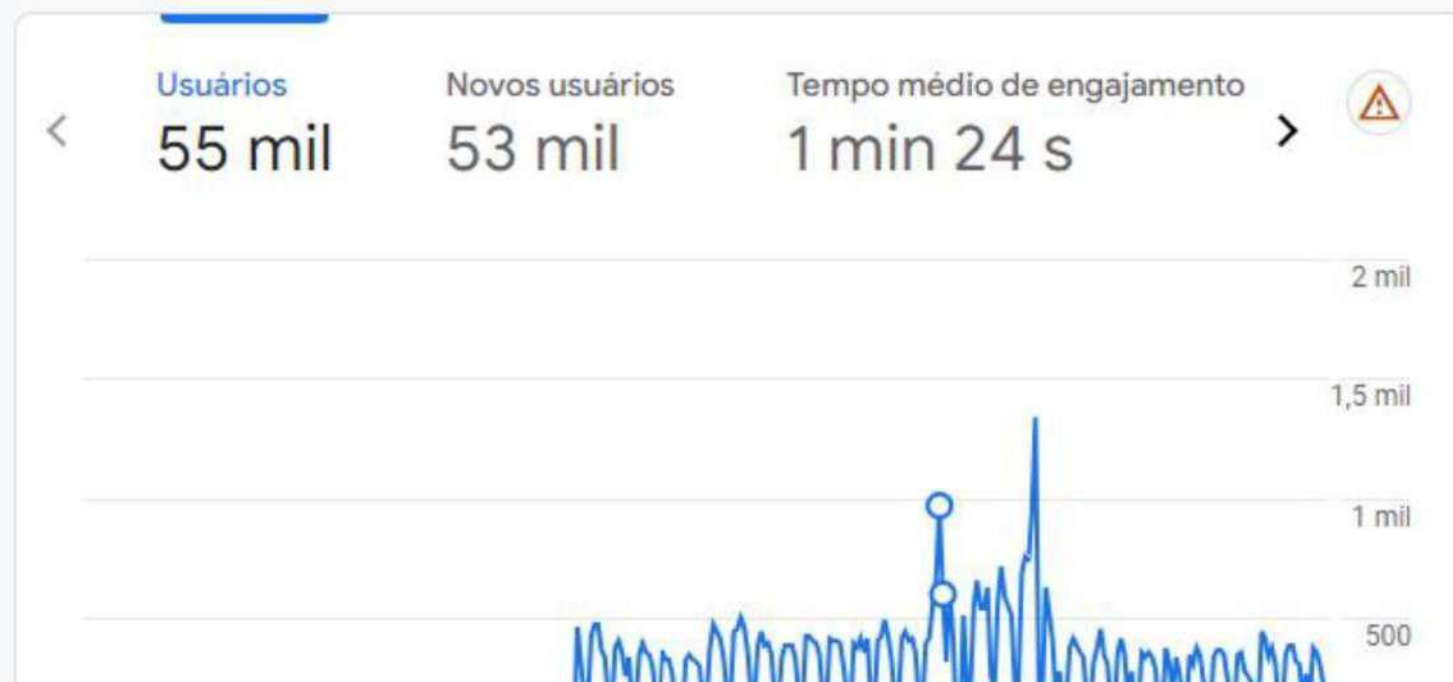 Usuários
55 mil
Novos usuários
53 mil
Tempo médio de engajamento
1 min 24 s
2 mil
1,5 mil
1 mil
500